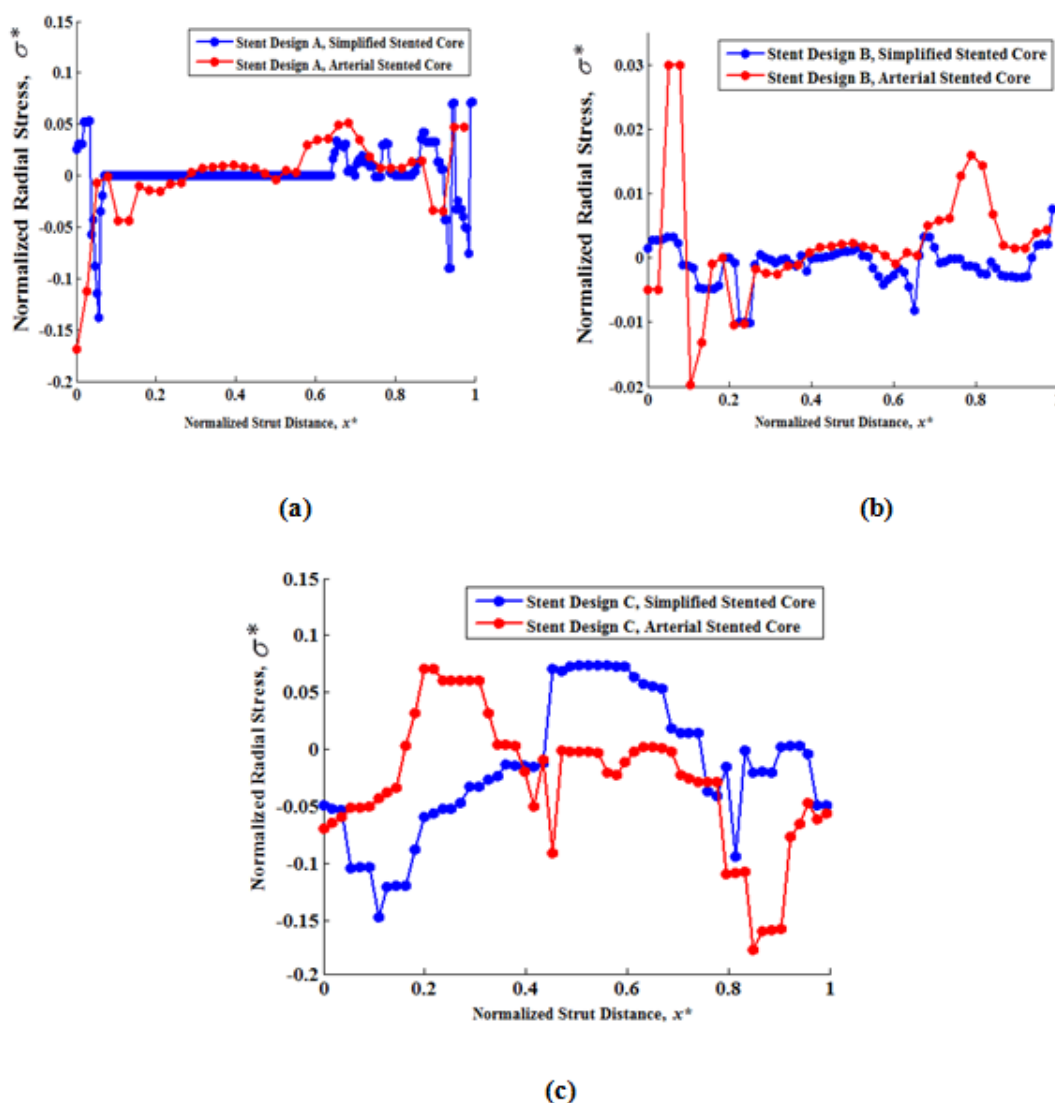 0.15
0.1
0.05
0
-0.05
-0.1
-0.15
-0.2
Normalized Radial Stress, σ*
Stent Design A, Simplified Stented Core
Stent Design A, Arterial Stented Core
0 0.2 0.4 0.6 0.8 1
Normalized Strut Distance, x*
(a)
0.03
0.02
0.01
0
-0.01
-0.02
Normalized Radial Stress, σ*
Stent Design B, Simplified Stented Core
Stent Design B, Arterial Stented Core
0 0.2 0.4 0.6 0.8
Normalized Strut Distance, x*
(b)
0.15
0.1
0.05
0
-0.05
-0.1
-0.15
-0.2
Normalized Radial Stress, σ*
Stent Design C, Simplified Stented Core
Stent Design C, Arterial Stented Core
0 0.2 0.4 0.6 0.8 1
Normalized Strut Distance, x*
(c)